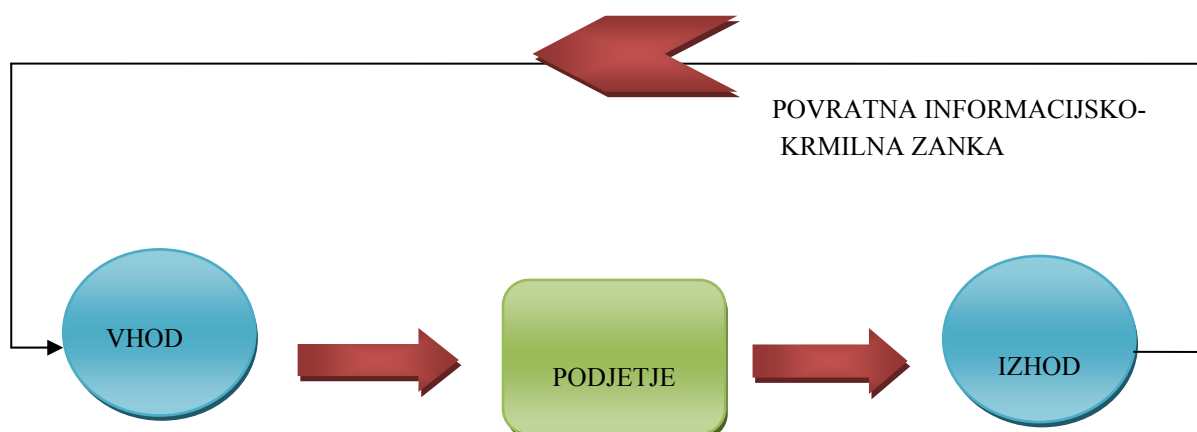 POVRATNA INFORMACIJSKO-
KRMILNA ZANKA
VHOD
PODJETJE
IZHOD